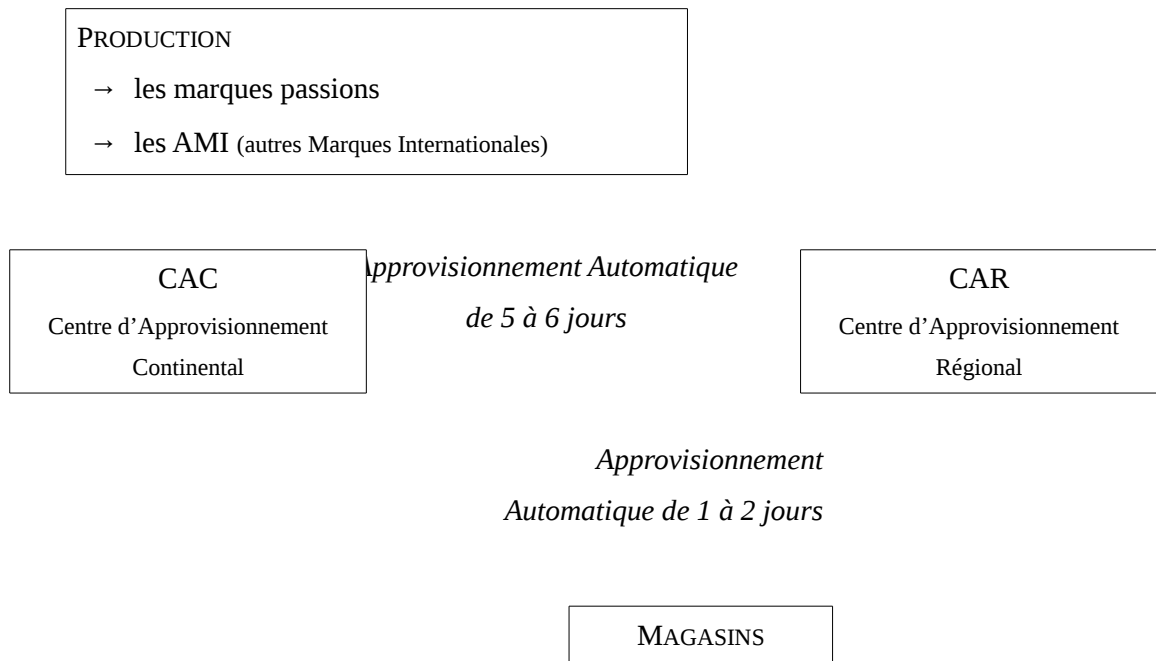 PRODUCTION
→ les marques passions
→ les AMI (autres Marques Internationales)
CAC
Centre d’Approvisionnement
Continental
Approvisionnement Automatique
de 5 à 6 jours
CAR
Centre d’Approvisionnement
Régional
Approvisionnement
Automatique de 1 à 2 jours
MAGASINS